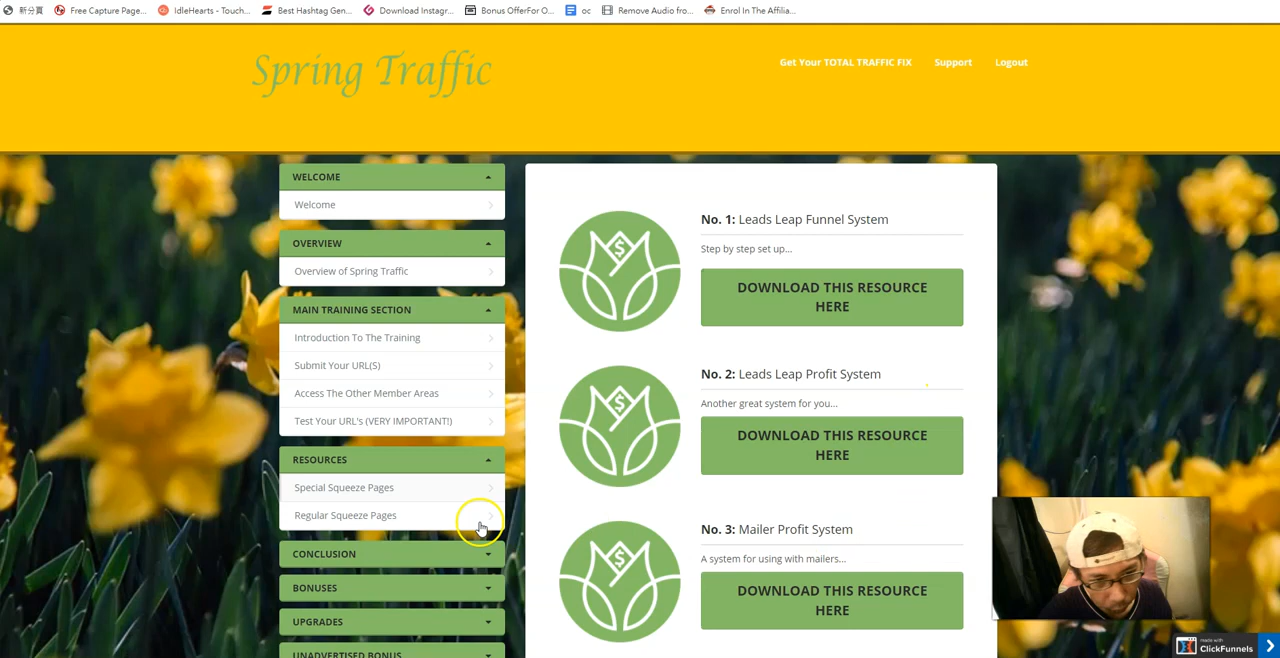 新分頁 Free Capture Page... IdleHearts - Touch... Best Hashtag Gen... Download Instagr... Bonus OfferFor O... oc Remove Audio fro... Enrol In The Affilia...
Spring Traffic
Get Your TOTAL TRAFFIC FIX Support Logout
WELCOME
Welcome
OVERVIEW
Overview of Spring Traffic
MAIN TRAINING SECTION
Introduction To The Training
Submit Your URL(S)
Access The Other Member Areas
Test Your URL's (VERY IMPORTANT!)
RESOURCES
Special Squeeze Pages
Regular Squeeze Pages
CONCLUSION
BONUSES
UPGRADES
UNADVERTISED BONUS
No. 1: Leads Leap Funnel System
Step by step set up...
DOWNLOAD THIS RESOURCE
HERE
No. 2: Leads Leap Profit System
Another great system for you...
DOWNLOAD THIS RESOURCE
HERE
No. 3: Mailer Profit System
A system for using with mailers...
DOWNLOAD THIS RESOURCE
HERE
made with
ClickFunnels